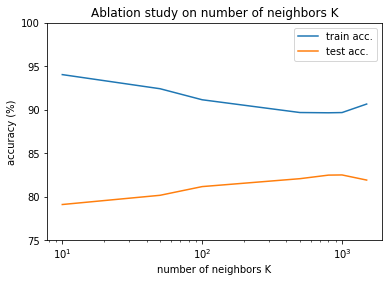 Ablation study on number of neighbors K
train acc.
test acc.
accuracy (%)
100
95
90
85
80
75
10¹
10²
10³
number of neighbors K